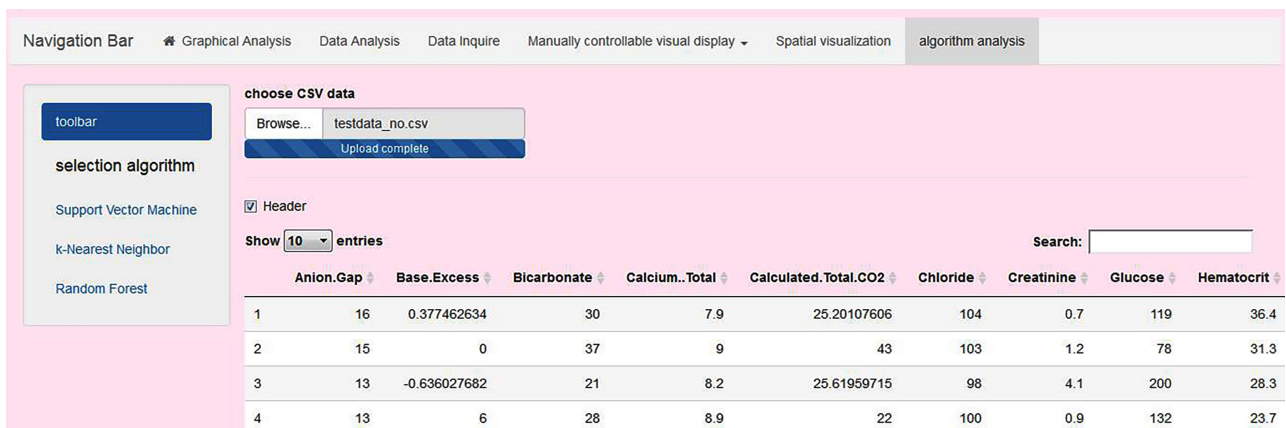 Navigation Bar Graphical Analysis Data Analysis Data Inquire Manually controllable visual display Spatial visualization algorithm analysis
toolbar
selection algorithm
Support Vector Machine
k-Nearest Neighbor
Random Forest
choose CSV data
Browse... testdata_no.csv
Upload complete
Header
Show 10 entries Search:
Anion.Gap Base.Excess Bicarbonate Calcium..Total Calculated.Total.CO2 Chloride Creatinine Glucose Hematocrit
1 16 0.377462634 30 7.9 25.20107606 104 0.7 119 36.4
2 15 0 37 9 43 103 1.2 78 31.3
3 13 -0.636027682 21 8.2 25.61959715 98 4.1 200 28.3
4 13 6 28 8.9 22 100 0.9 132 23.7